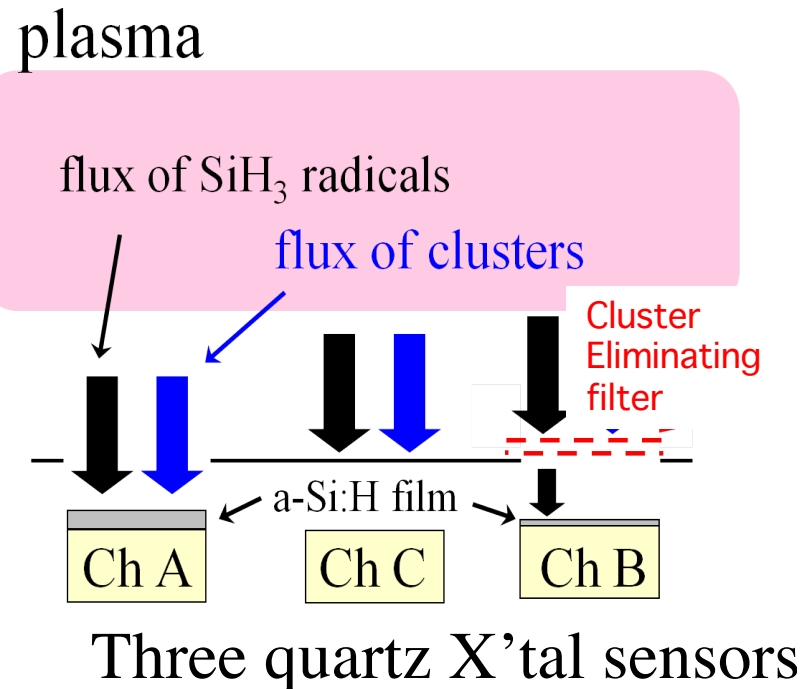 plasma
flux of SiH₃ radicals
flux of clusters
Cluster
Eliminating
filter
a-Si:H film
Ch A
Ch C
Ch B
Three quartz X’tal sensors